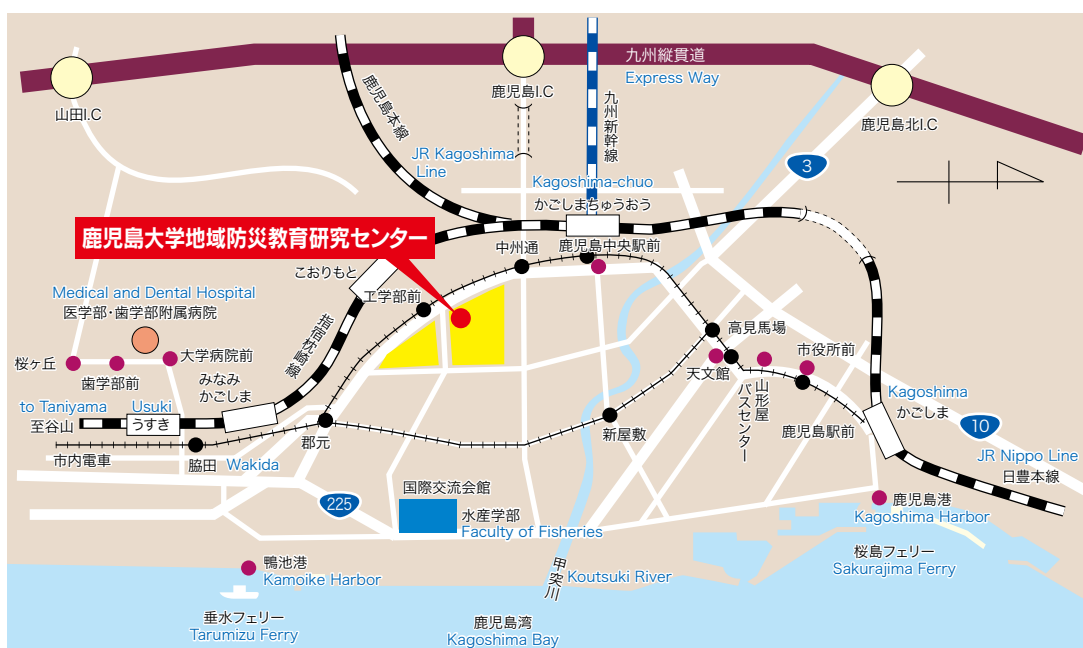 九州縦貫道
Express Way
山田I.C
鹿児島I.C
鹿児島北I.C
鹿児島本線
九州新幹線
JR Kagoshima
Line
3
Kagoshima-chuo
かごしまちゅうおう
鹿児島大学地域防災教育研究センター
中州通
鹿児島中央駅前
こおりもと
工学部前
Medical and Dental Hospital
医学部・歯学部附属病院
指宿枕崎線
高見馬場
桜ヶ丘
歯学部前
大学病院前
天文館
市役所前
みなみ
かごしま
山形屋
バスセンター
Kagoshima
かごしま
to Taniyama
至谷山
Usuki
うすき
新屋敷
鹿児島駅前
10
市内電車
脇田
Wakida
郡元
JR Nippo Line
日豊本線
225
国際交流会館
水産学部
Faculty of Fisheries
鹿児島港
Kagoshima Harbor
鴨池港
Kamoike Harbor
甲突川
Koutsuki River
桜島フェリー
Sakurajima Ferry
垂水フェリー
Tarumizu Ferry
鹿児島湾
Kagoshima Bay